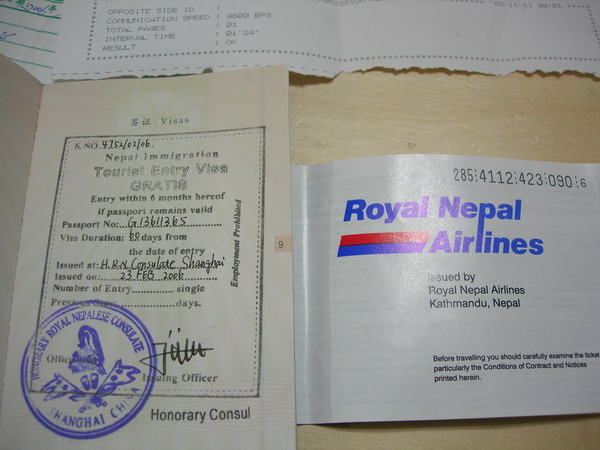 OPPOSITE SIDE ID :
COMMUNICATION SPEED : 9600 BPS
TOTAL PAGES : 01
INTERVAL TIME : 01'24"
RESULT : OK
签证 Visas
S. NO. 4752/02/06
Nepal Immigration
Tourist Entry Visa
GRATIS
Entry within 6 months hereof
if passport remains valid
Passport No: G13611365
Visa Duration: 60 days from
the date of entry
Issued at: H.R.N. Consulate, Shanghai
Issued on: 23 FEB 2006
Number of Entry single
Previous Stay: days.
Employment Prohibited
Issuing Officer
Honorary Consul
HONORARY ROYAL NEPALESE CONSULATE
SHANGHAI CHINA
9
285 4112 423 090 6
Royal Nepal
Airlines
Issued by
Royal Nepal Airlines
Kathmandu, Nepal
Before travelling you should carefully examine the ticket
particularly the Conditions of Contract and Notices
printed herein.